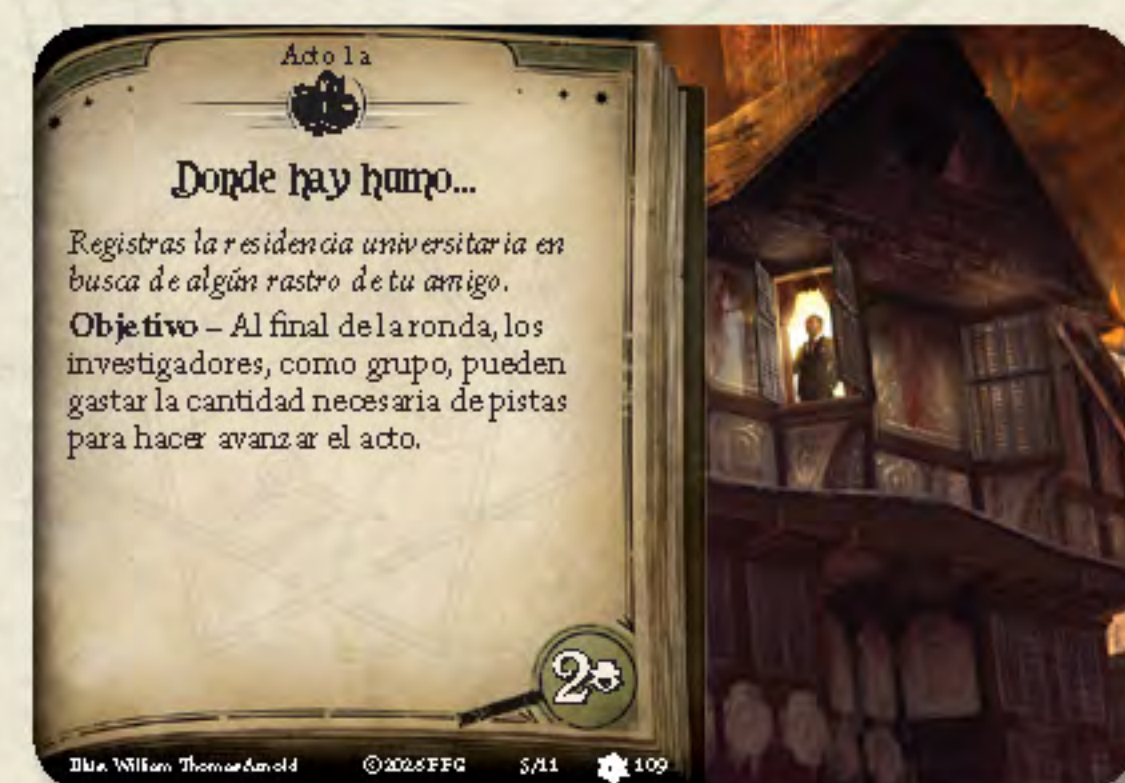 Acto 1a
Donde hay humo...
Registras la residencia universitaria en
busca de algún rastro de tu amigo.
Objetivo – Al final de la ronda, los
investigadores, como grupo, pueden
gastar la cantidad necesaria de pistas
para hacer avanzar el acto.
2
Ilus. William Thomas Arnold ©2026 FFG 5/11 109